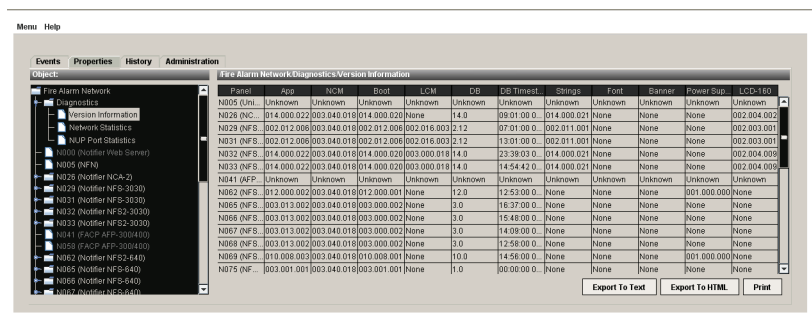 Menu Help
Events Properties History Administration
Object:
Fire Alarm Network
Diagnostics
Version Information
Network Statistics
NUP Port Statistics
N000 (Notifier Web Server)
N005 (NFN)
N026 (Notifier NCA-2)
N029 (Notifier NFS-3030)
N031 (Notifier NFS-3030)
N032 (Notifier NFS2-3030)
N033 (Notifier NFS2-3030)
N041 (FACP AFP-300/400)
N058 (FACP AFP-300/400)
N062 (Notifier NFS2-640)
N065 (Notifier NFS-640)
N066 (Notifier NFS-640)
N067 (Notifier NFS-640)
/Fire Alarm Network/Diagnostics/Version Information
Panel App NCM Boot LCM DB DB Timest... Strings Font Banner Power Sup... LCD-160
N005 (Uni... Unknown Unknown Unknown Unknown Unknown Unknown Unknown Unknown Unknown Unknown Unknown
N026 (NC... 014.000.022 003.040.018 014.000.020 None 14.0 09:01:00 0... 014.000.021 None None None 002.004.002
N029 (NFS... 002.012.006 003.040.018 002.012.006 002.016.003 2.12 07:01:00 0... 002.011.001 None None None 002.003.001
N031 (NFS... 002.012.006 003.040.018 002.012.006 002.016.003 2.12 13:01:00 0... 002.011.001 None None None 002.003.001
N032 (NFS... 014.000.022 003.040.018 014.000.020 003.000.018 14.0 23:39:03 0... 014.000.021 None None None 002.004.009
N033 (NFS... 014.000.022 003.040.018 014.000.020 003.000.018 14.0 14:54:42 0... 014.000.021 None None None 002.004.009
N041 (AFP... Unknown Unknown Unknown Unknown Unknown Unknown Unknown Unknown Unknown Unknown Unknown
N062 (NFS... 012.000.002 003.040.018 012.000.001 None 12.0 12:53:00 0... None None None 001.000.000 None
N065 (NFS... 003.013.002 003.040.018 003.000.002 None 3.0 16:37:00 0... None None None None None
N066 (NFS... 003.013.002 003.040.018 003.000.002 None 3.0 15:48:00 0... None None None None None
N067 (NFS... 003.013.002 003.040.018 003.000.002 None 3.0 14:09:00 0... None None None None None
N068 (NFS... 003.013.002 003.040.018 003.000.002 None 3.0 12:58:00 0... None None None None None
N069 (NFS... 010.008.003 003.040.018 010.008.001 None 10.0 14:56:00 0... None None None 001.000.000 None
N075 (NF... 003.001.001 003.040.018 003.001.001 None 1.0 00:00:00 0... None None None None None
Export To Text Export To HTML Print